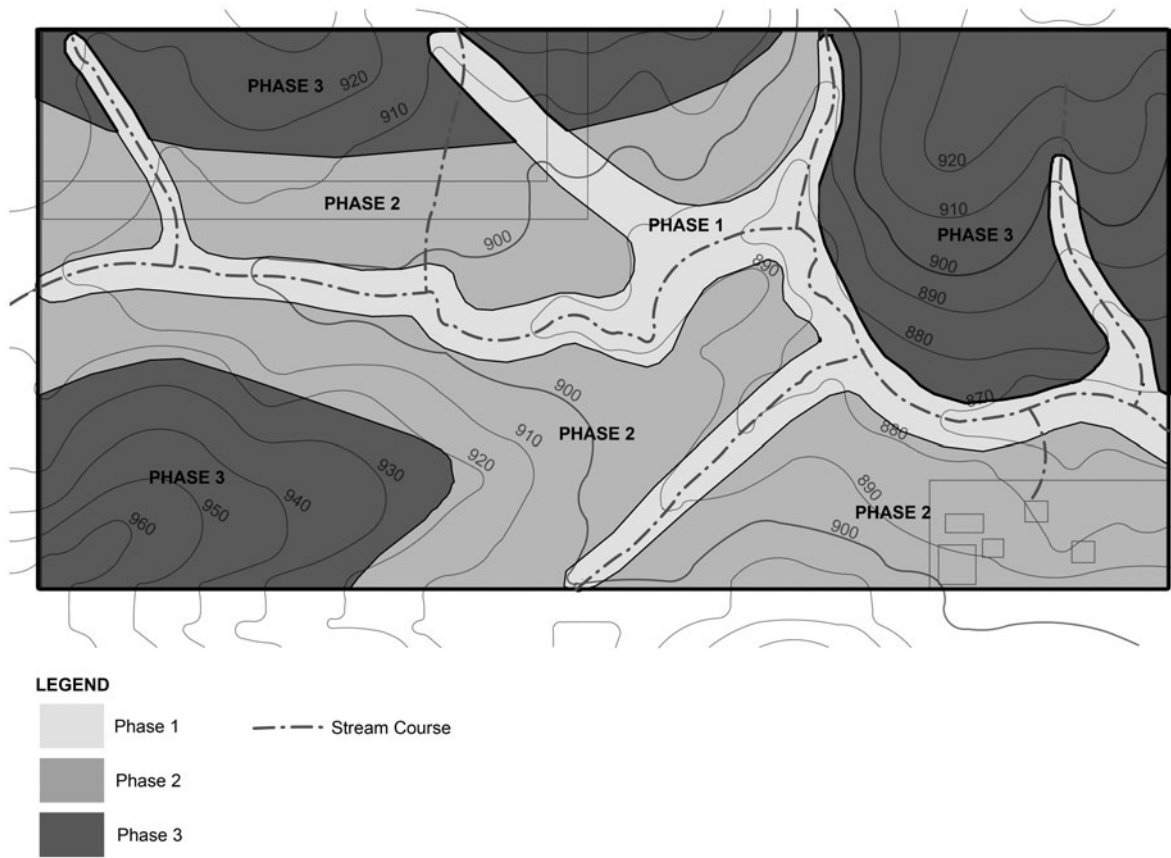 PHASE 3
920
910
PHASE 2
900
PHASE 1
890
920
910
PHASE 3
900
890
880
870
900
910
PHASE 2
920
930
PHASE 3
940
950
960
880
890
PHASE 2
900
LEGEND
Phase 1
Stream Course
Phase 2
Phase 3